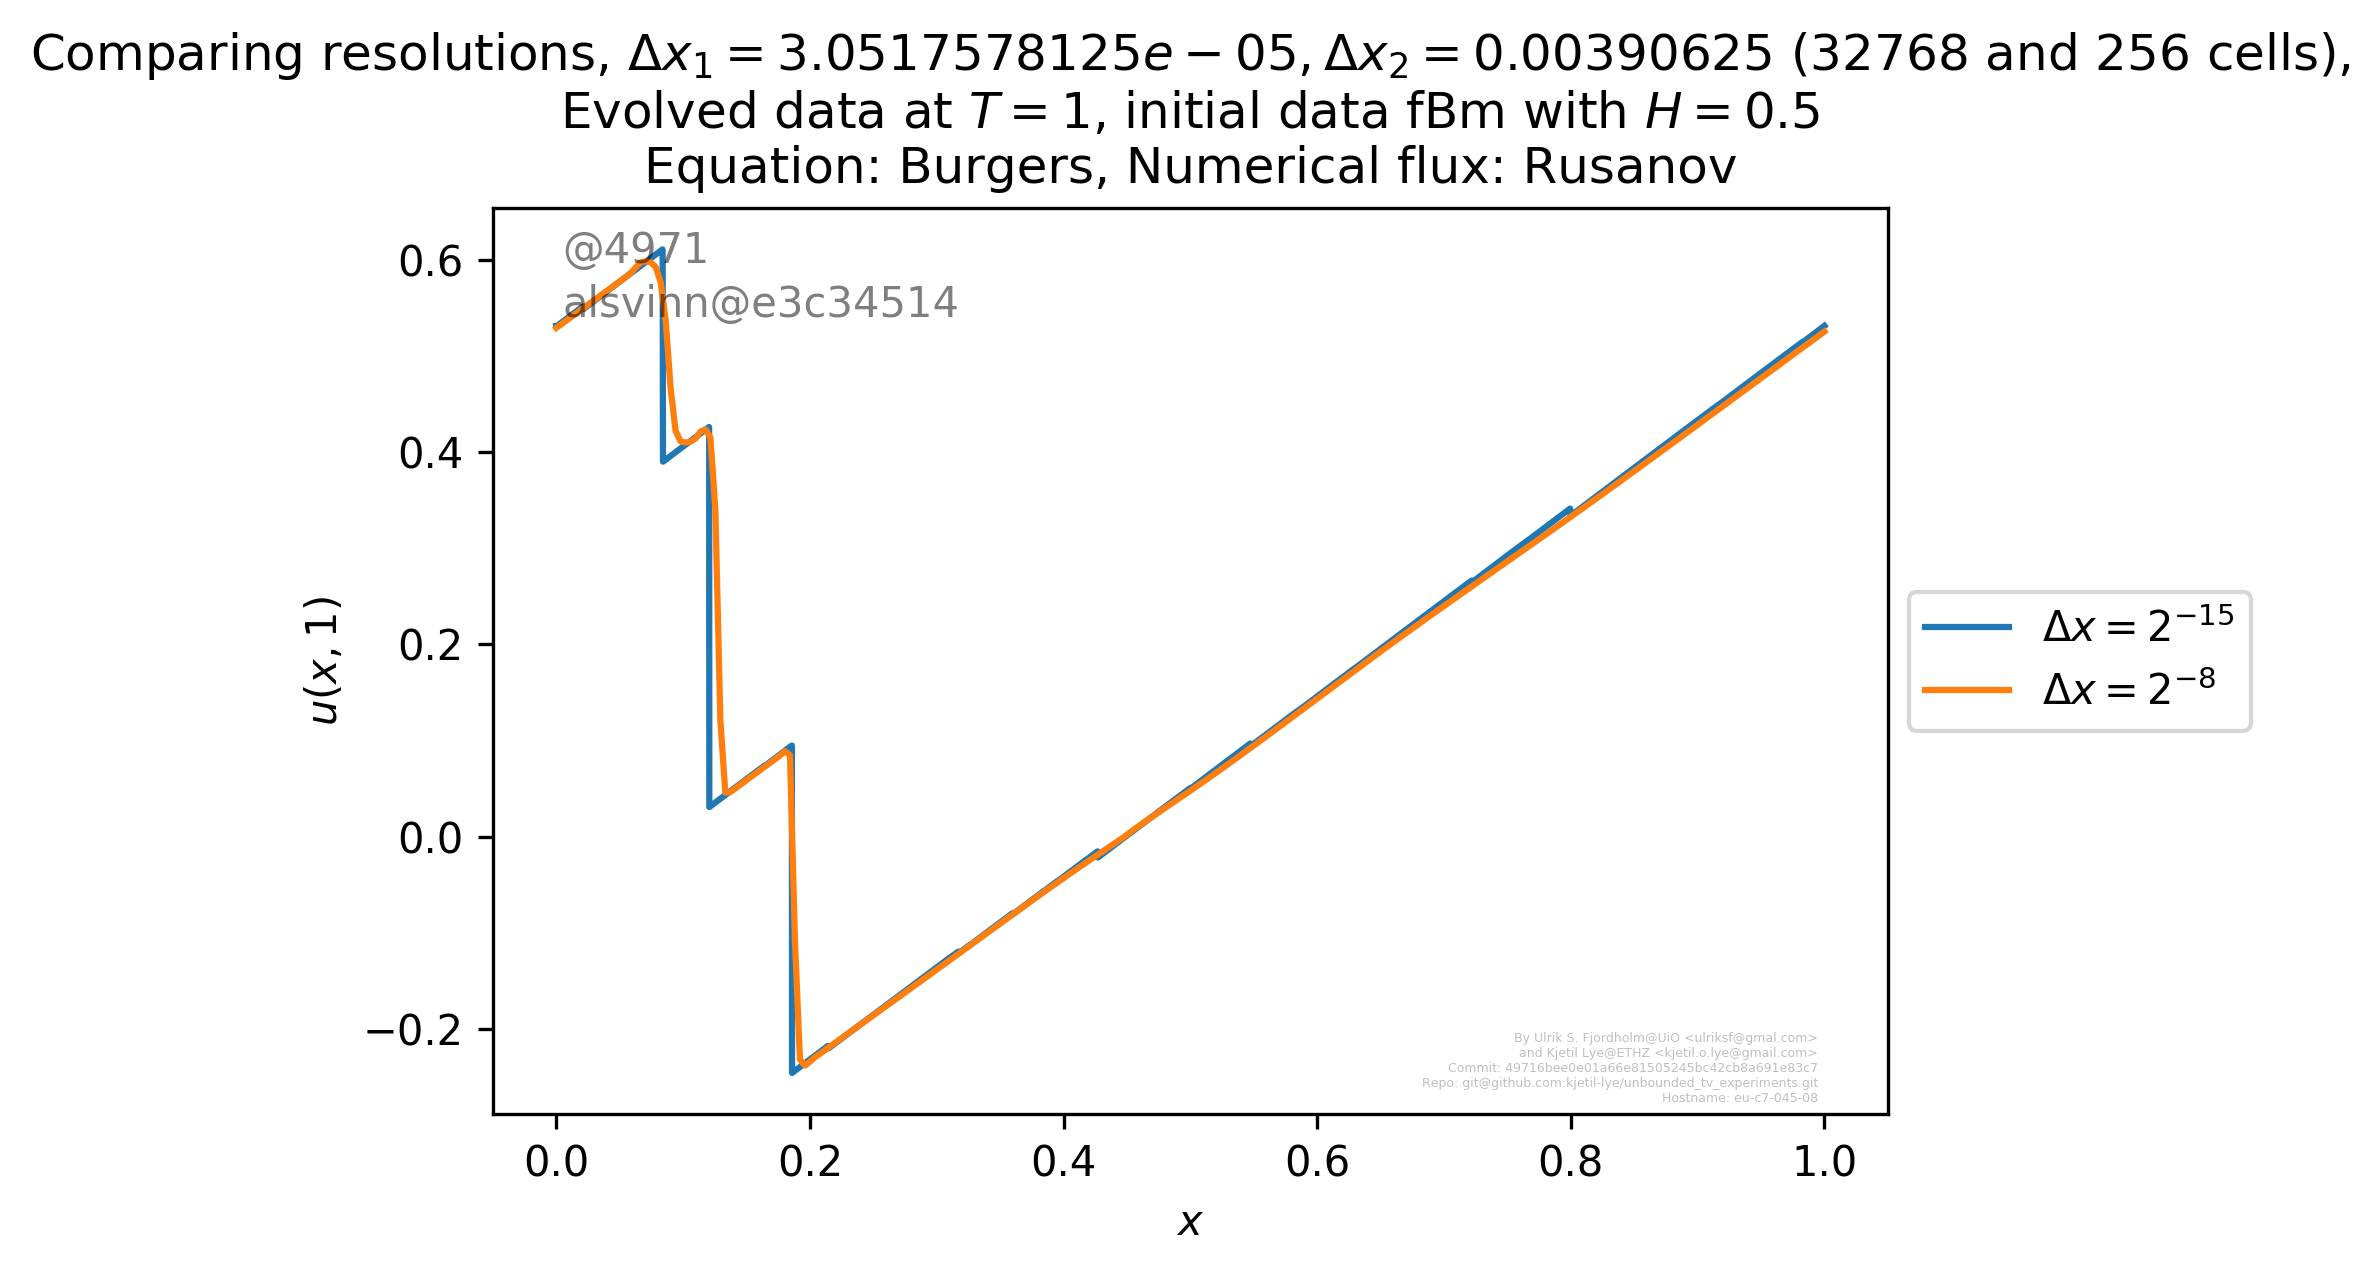 Comparing resolutions, Δx₁ = 3.0517578125e − 05, Δx₂ = 0.00390625 (32768 and 256 cells),
Evolved data at T = 1, initial data fBm with H = 0.5
Equation: Burgers, Numerical flux: Rusanov
@4971
alsvinn@e3c34514
0.6
0.4
0.2
0.0
−0.2
u(x, 1)
Δx = 2⁻¹⁵
Δx = 2⁻⁸
By Ulrik S. Fjordholm@UiO <ulriksf@gmal.com>
and Kjetil Lye@ETHZ <kjetil.o.lye@gmail.com>
Commit: 49716bee0e01a66e81505245bc42cb8a691e83c7
Repo: git@github.com:kjetil-lye/unbounded_tv_experiments.git
Hostname: eu-c7-045-08
0.0 0.2 0.4 0.6 0.8 1.0
x